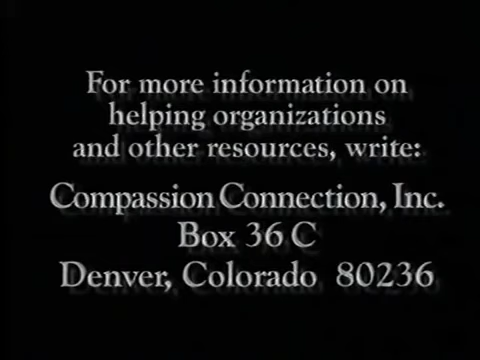 For more information on
helping organizations
and other resources, write:
Compassion Connection, Inc.
Box 36 C
Denver, Colorado 80236